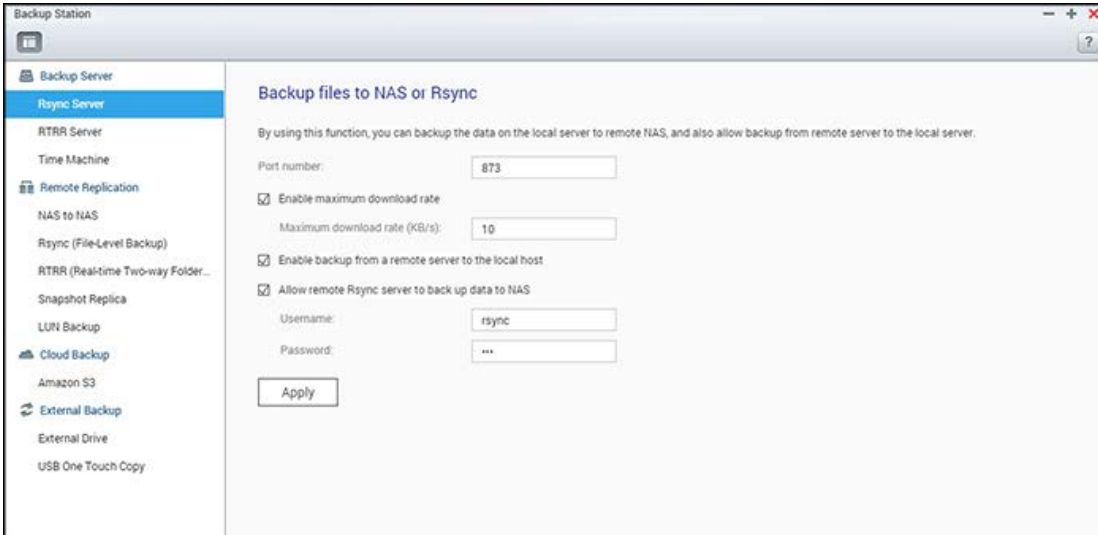 Backup Station
?
Backup Server
Rsync Server
RTRR Server
Time Machine
Remote Replication
NAS to NAS
Rsync (File-Level Backup)
RTRR (Real-time Two-way Folder...
Snapshot Replica
LUN Backup
Cloud Backup
Amazon S3
External Backup
External Drive
USB One Touch Copy
Backup files to NAS or Rsync
By using this function, you can backup the data on the local server to remote NAS, and also allow backup from remote server to the local server.
Port number: 873
Enable maximum download rate
Maximum download rate (KB/s): 10
Enable backup from a remote server to the local host
Allow remote Rsync server to back up data to NAS
Username: rsync
Password: •••
Apply